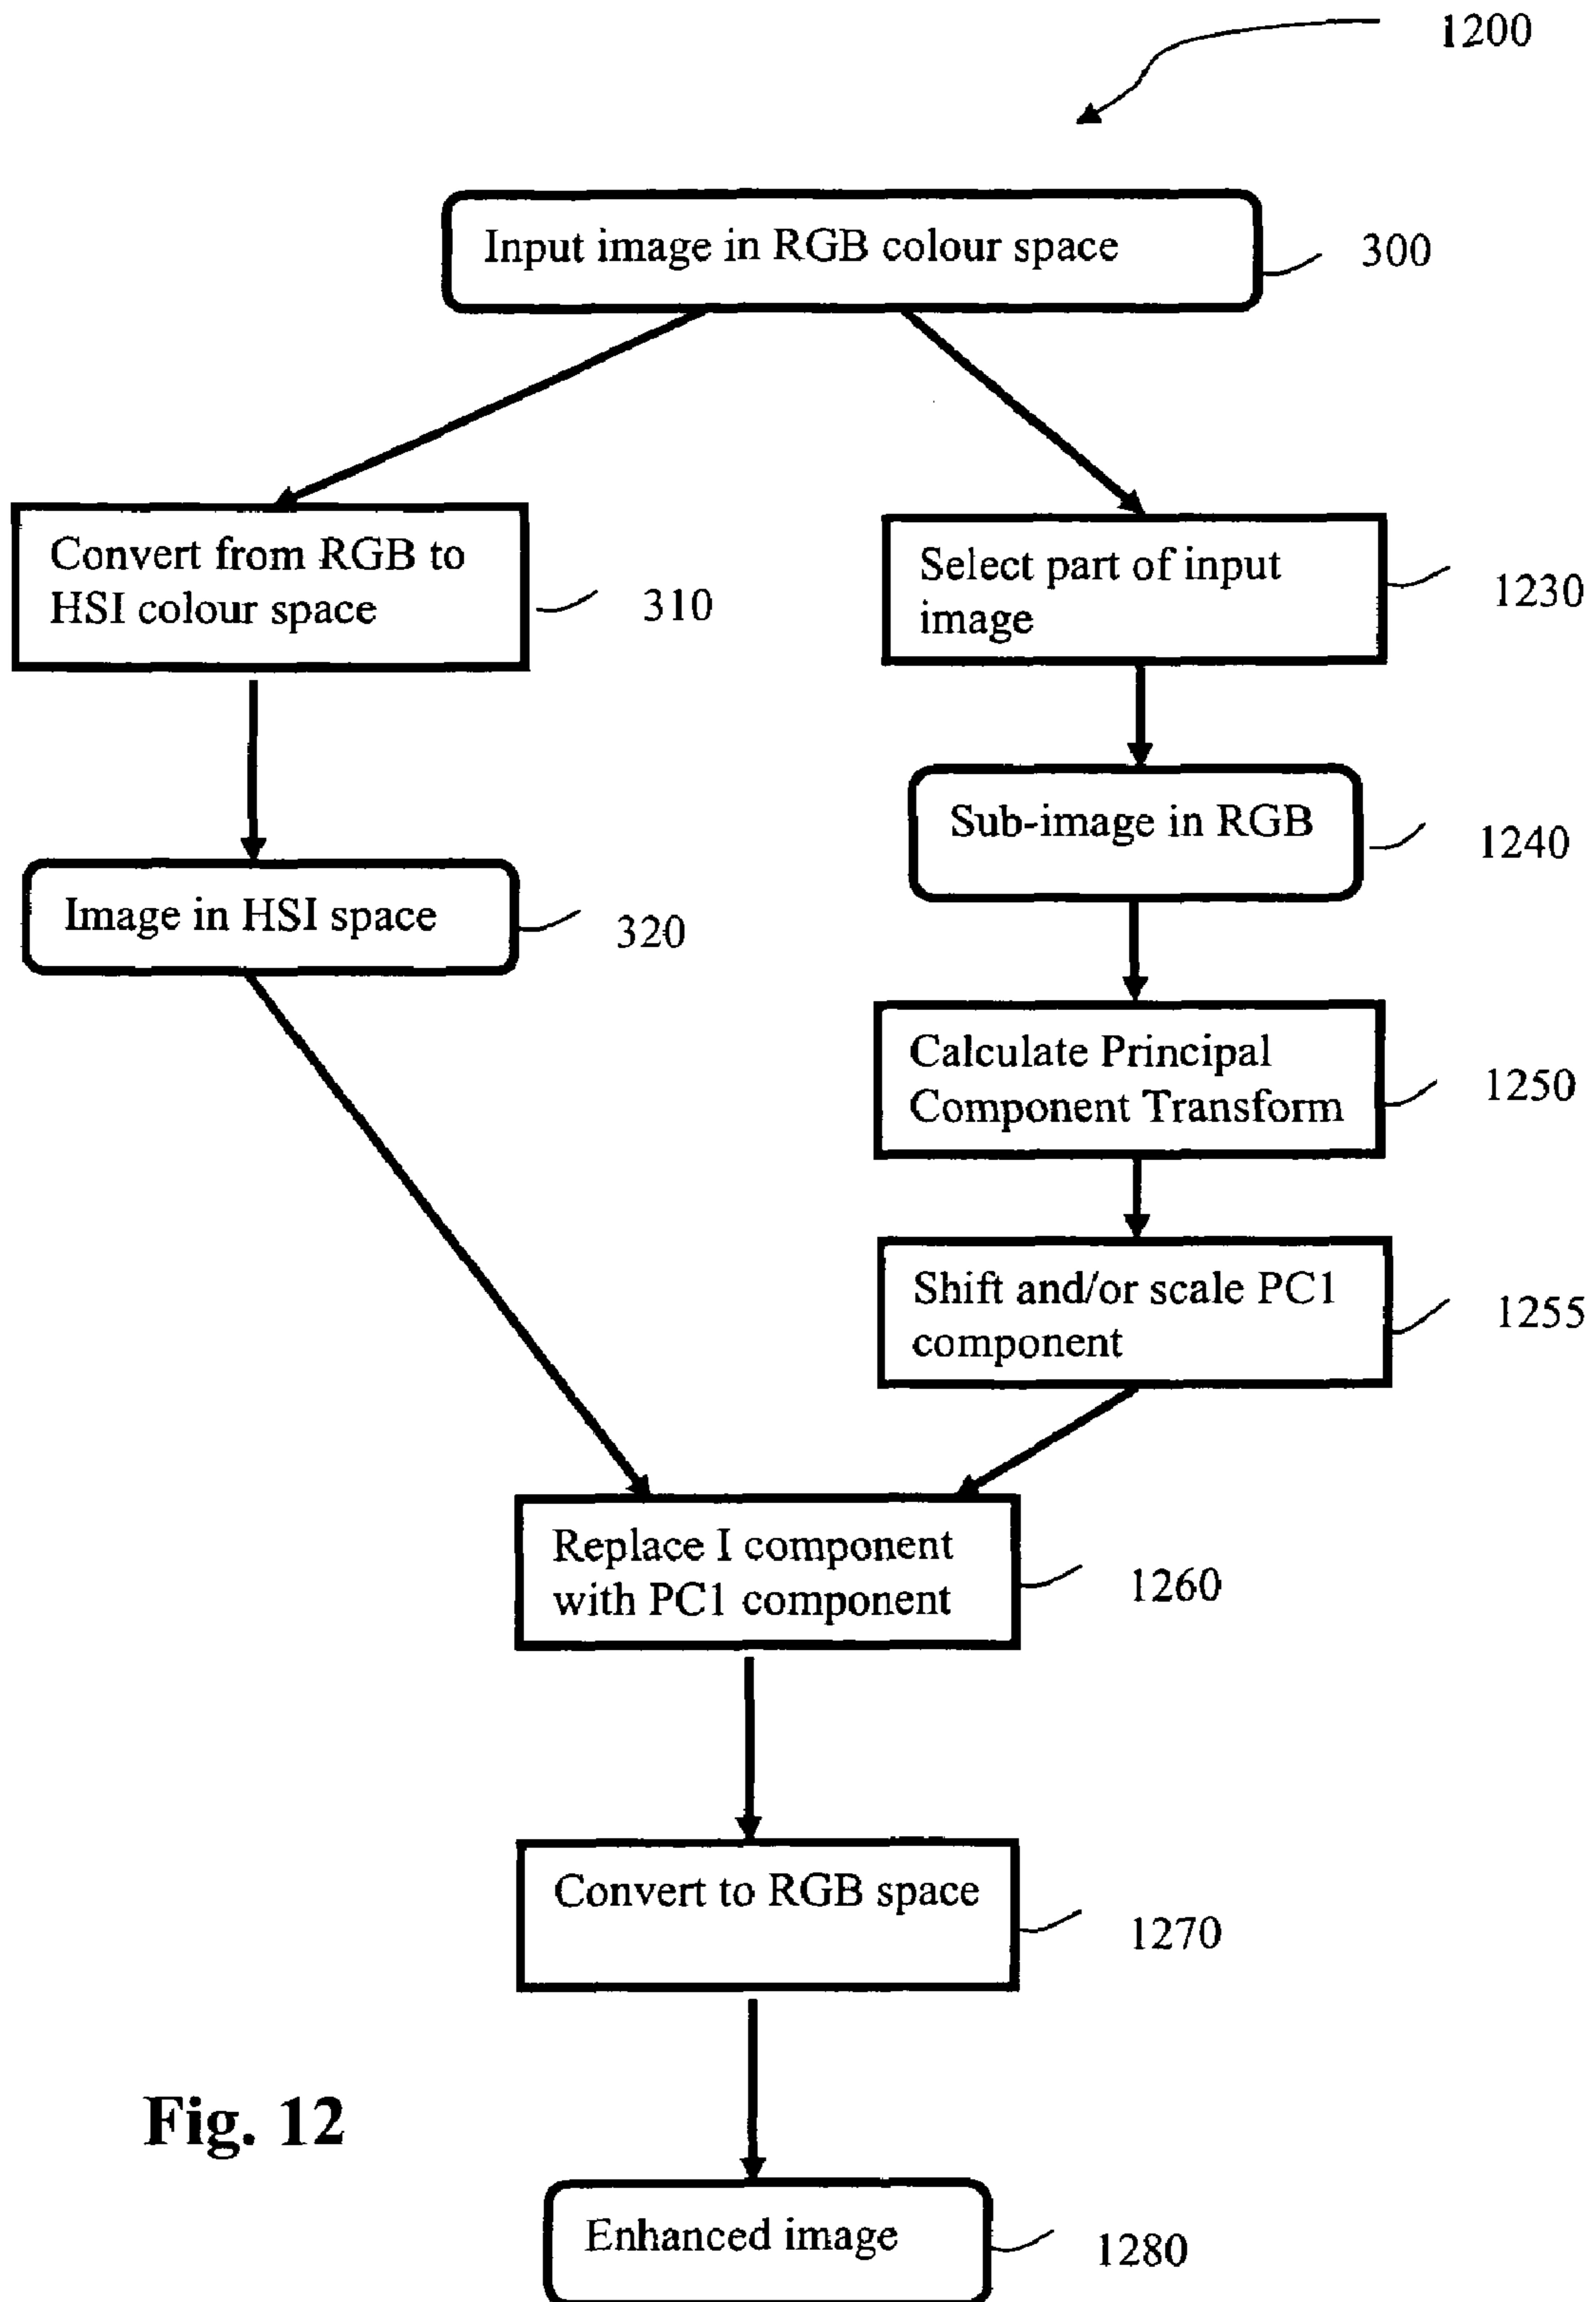 1200
Input image in RGB colour space
300
Convert from RGB to
HSI colour space
310
Select part of input
image
1230
Sub-image in RGB
1240
Image in HSI space
320
Calculate Principal
Component Transform
1250
Shift and/or scale PC1
component
1255
Replace I component
with PC1 component
1260
Convert to RGB space
1270
Fig. 12
Enhanced image
1280